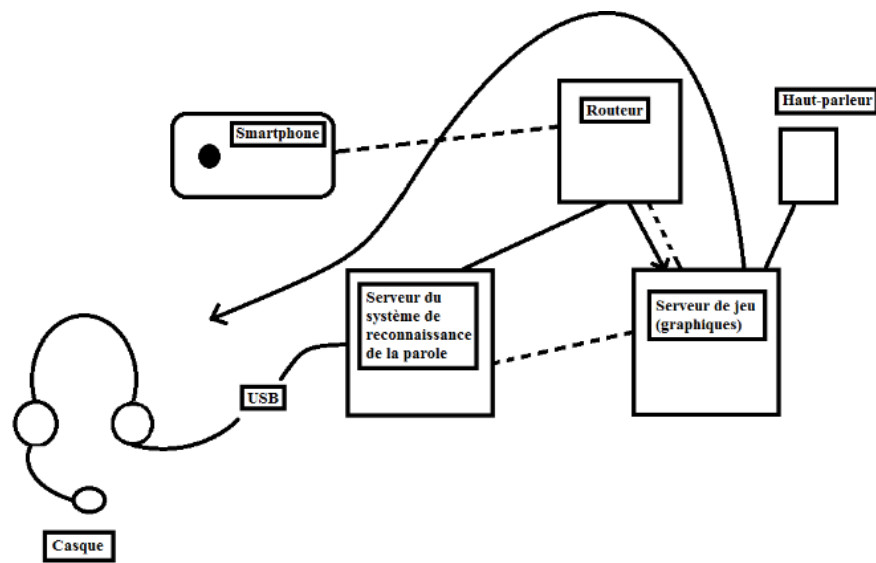 Smartphone
Routeur
Haut-parleur
Serveur du
système de
reconnaissance
de la parole
Serveur de jeu
(graphiques)
USB
Casque